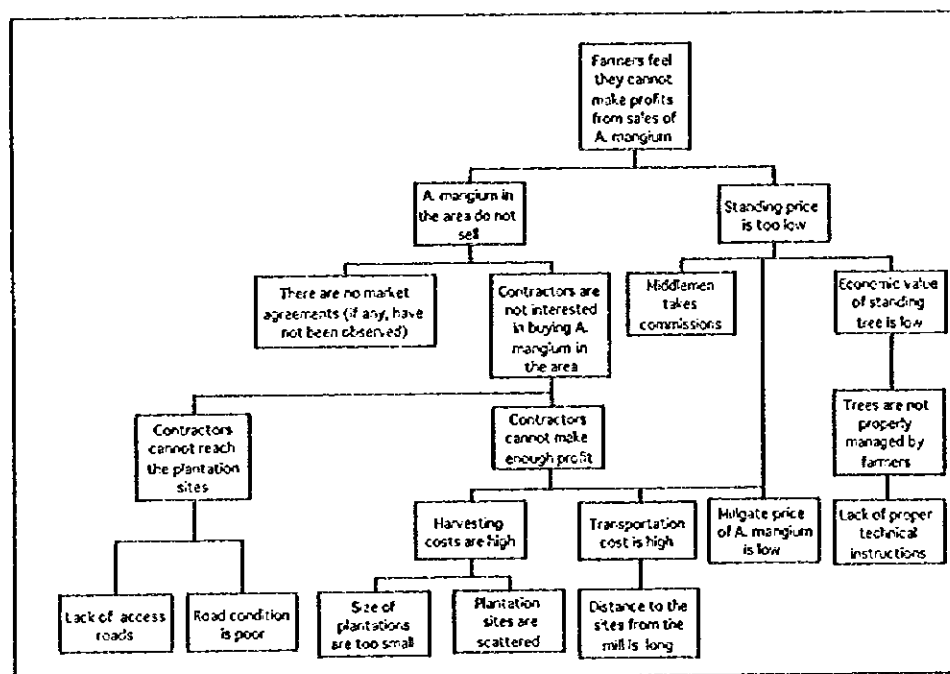 Farmers feel
they cannot
make profits
from sales of
A. mangium
A. mangium in
the area do not
sell
Standing price
is too low
There are no market
agreements (if any, have
not been observed)
Contractors are
not interested
in buying A.
mangium in
the area
Middlemen
takes
commissions
Economic value
of standing
tree is low
Contractors
cannot reach
the plantation
sites
Contractors
cannot make
enough profit
Trees are not
property managed by
farmers
Harvesting
costs are high
Transportation
cost is high
Millgate price
of A. mangium
is low
Lack of proper
technical
instructions
Lack of access
roads
Road condition
is poor
Size of
plantations
are too small
Plantation
sites are
scattered
Distance to the
sites from the
mill is long